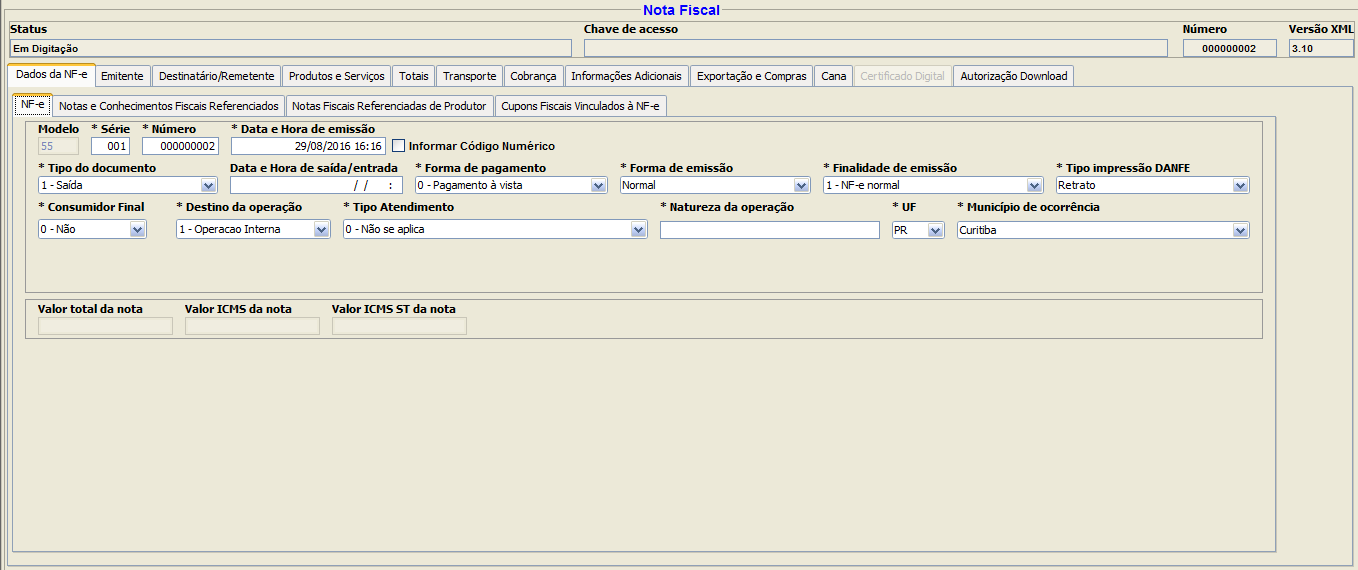 Nota Fiscal
Status Chave de acesso Número Versão XML
Em Digitação 000000002 3.10
Dados da NF-e Emitente Destinatário/Remetente Produtos e Serviços Totais Transporte Cobrança Informações Adicionais Exportação e Compras Cana Certificado Digital Autorização Download
NF-e Notas e Conhecimentos Fiscais Referenciados Notas Fiscais Referenciadas de Produtor Cupons Fiscais Vinculados à NF-e
Modelo * Série * Número * Data e Hora de emissão
55 001 000000002 29/08/2016 16:16 Informar Código Numérico
* Tipo do documento Data e Hora de saída/entrada * Forma de pagamento * Forma de emissão * Finalidade de emissão * Tipo impressão DANFE
1 - Saída / / : 0 - Pagamento à vista Normal 1 - NF-e normal Retrato
* Consumidor Final * Destino da operação * Tipo Atendimento * Natureza da operação * UF * Município de ocorrência
0 - Não 1 - Operacao Interna 0 - Não se aplica PR Curitiba
Valor total da nota Valor ICMS da nota Valor ICMS ST da nota